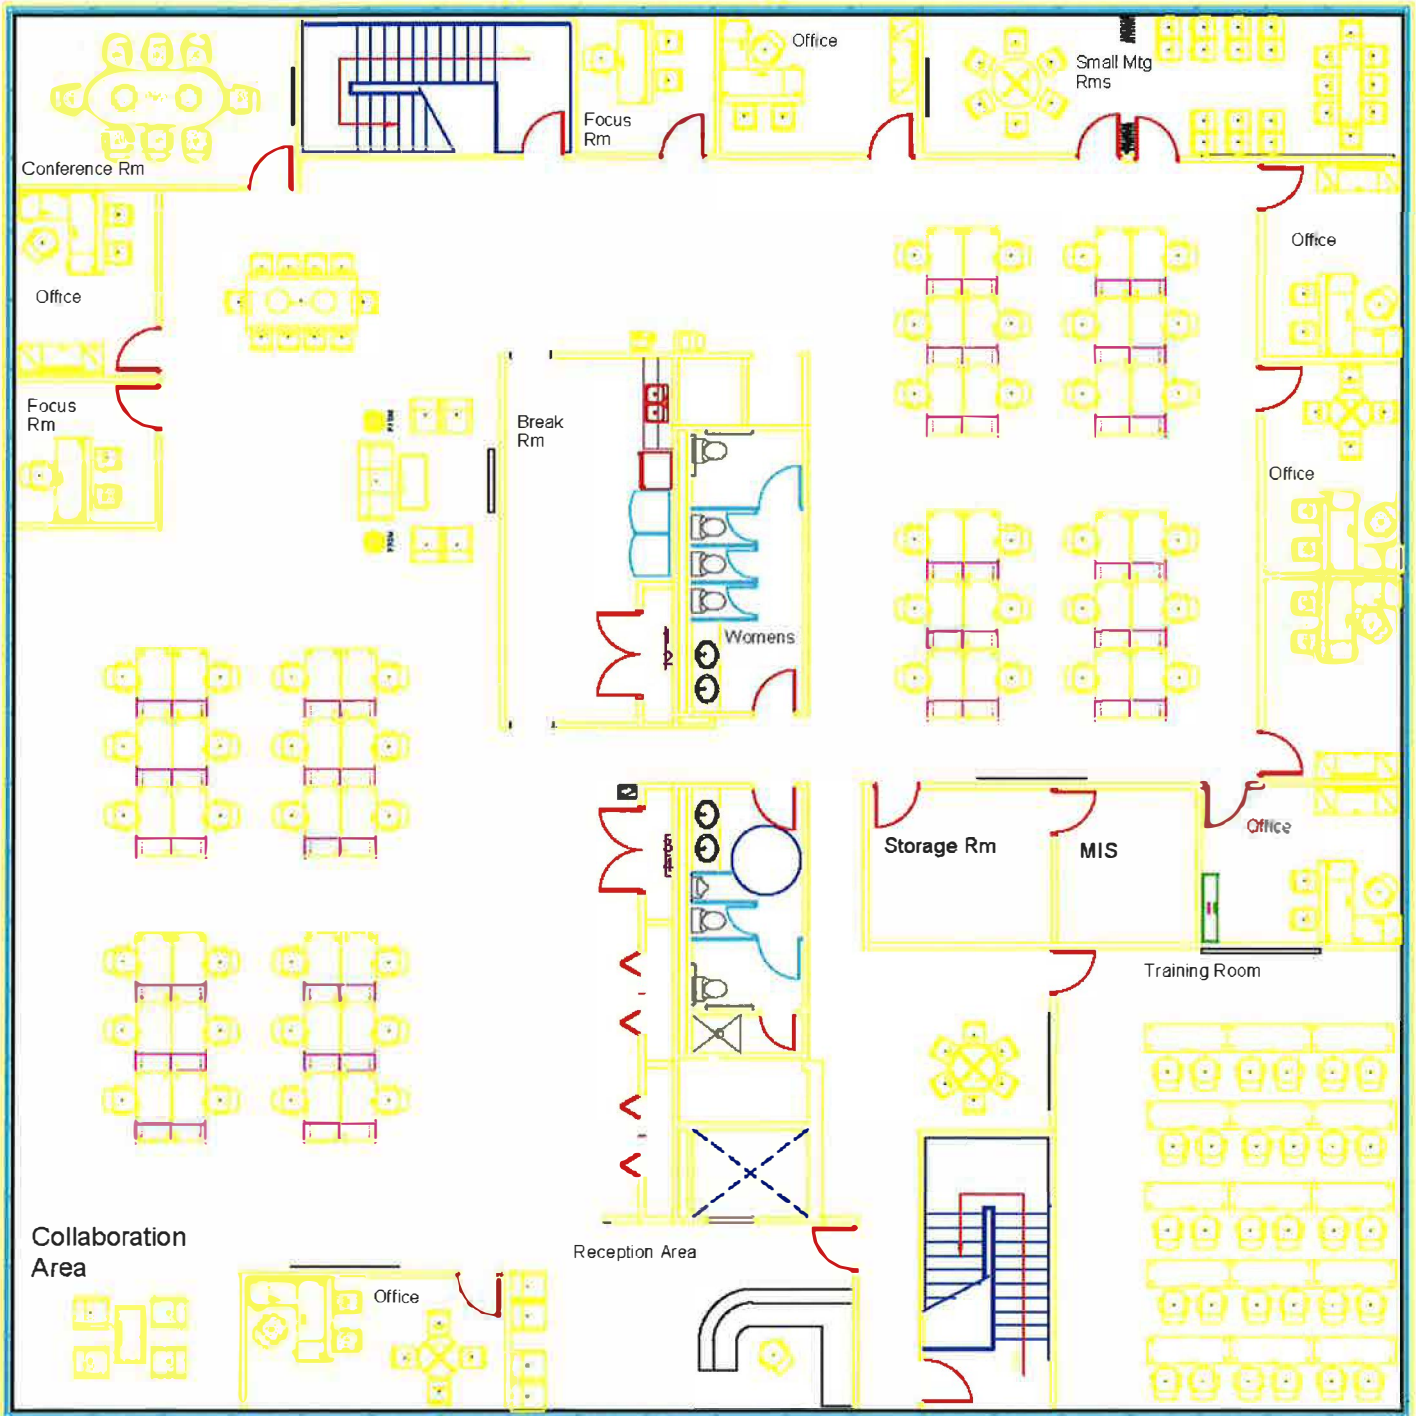 Office
Small Mtg
Rms
Focus
Rm
Conference Rm
Office
Office
Focus
Rm
Break
Rm
Office
Womens
Office
Storage Rm
MIS
Training Room
Collaboration
Area
Reception Area
Office